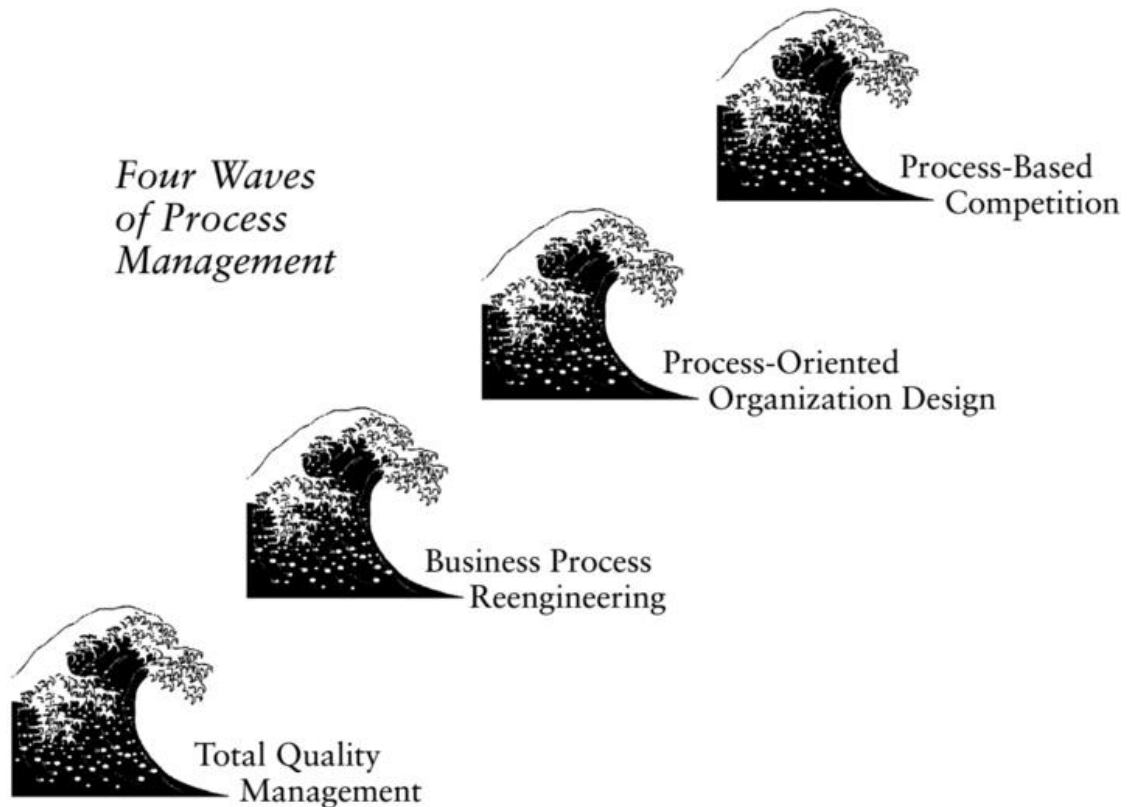 Four Waves
of Process
Management
Process-Based
Competition
Process-Oriented
Organization Design
Business Process
Reengineering
Total Quality
Management